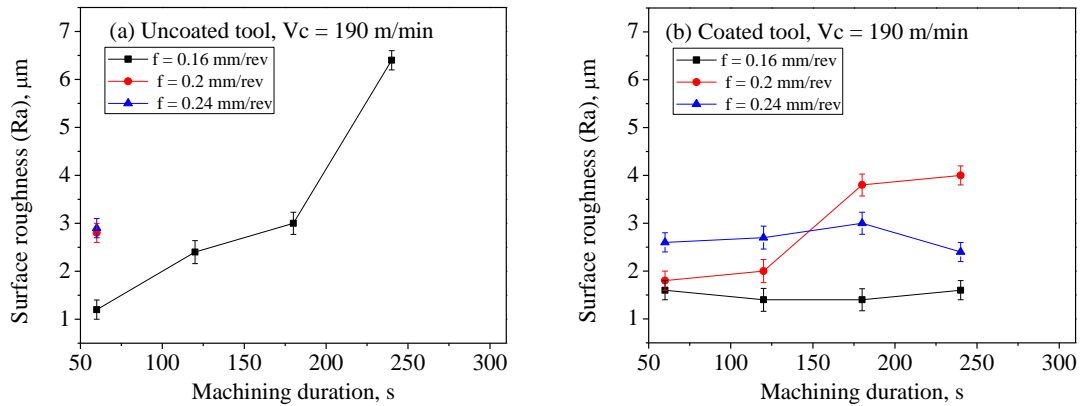 (a) Uncoated tool, Vc = 190 m/min
f = 0.16 mm/rev
f = 0.2 mm/rev
f = 0.24 mm/rev
Surface roughness (Ra), μm
7
6
5
4
3
2
1
50 100 150 200 250 300
Machining duration, s
(b) Coated tool, Vc = 190 m/min
f = 0.16 mm/rev
f = 0.2 mm/rev
f = 0.24 mm/rev
Surface roughness (Ra), μm
7
6
5
4
3
2
1
50 100 150 200 250 300
Machining duration, s